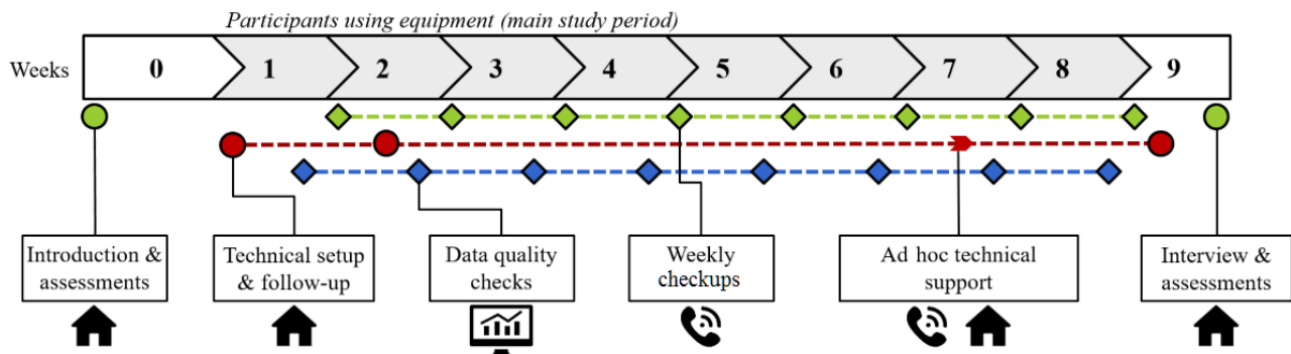 Participants using equipment (main study period)
Weeks 0 1 2 3 4 5 6 7 8 9
Introduction &
assessments
Technical setup
& follow-up
Data quality
checks
Weekly
checkups
Ad hoc technical
support
Interview &
assessments